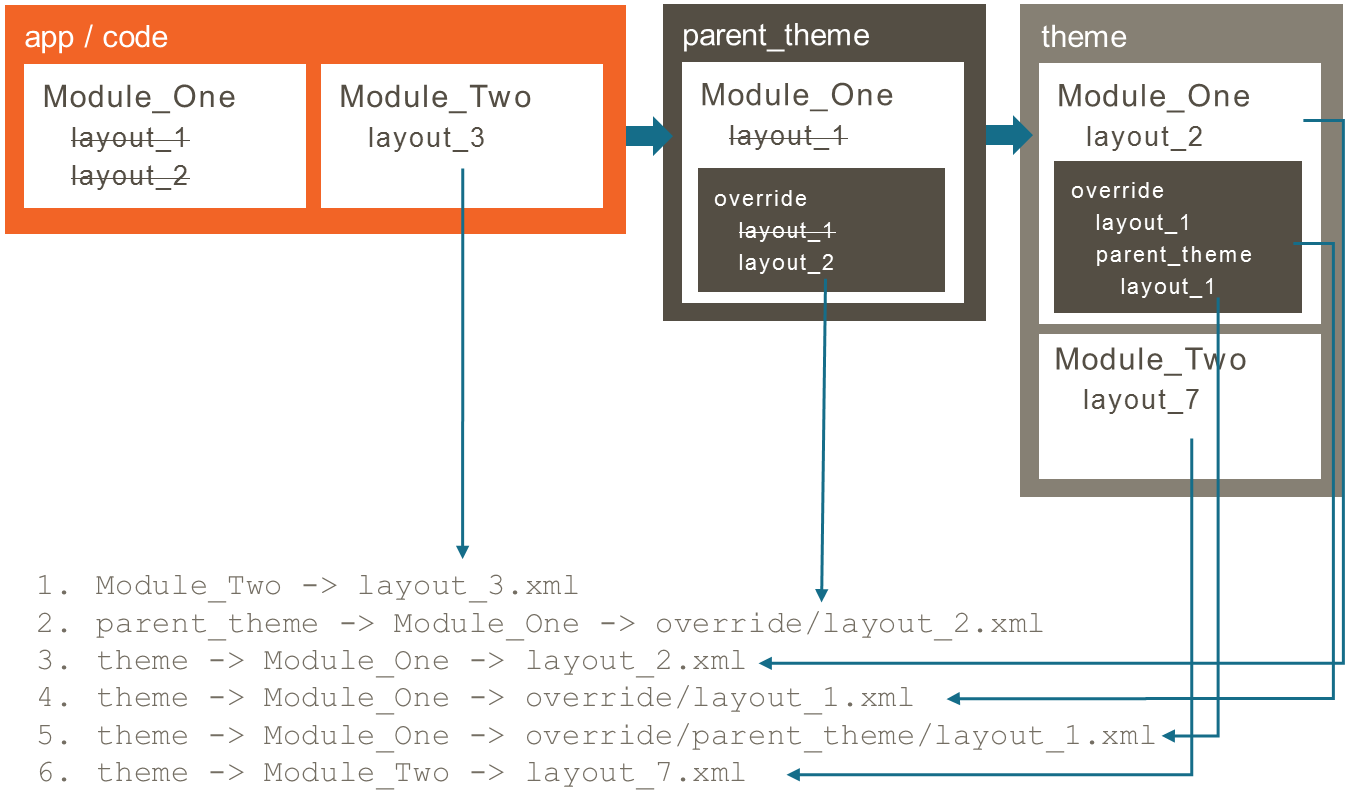 app / code
Module_One
layout_1
layout_2
Module_Two
layout_3
parent_theme
Module_One
layout_1
override
layout_1
layout_2
theme
Module_One
layout_2
override
layout_1
parent_theme
layout_1
Module_Two
layout_7
1. Module_Two -> layout_3.xml
2. parent_theme -> Module_One -> override/layout_2.xml
3. theme -> Module_One -> layout_2.xml
4. theme -> Module_One -> override/layout_1.xml
5. theme -> Module_One -> override/parent_theme/layout_1.xml
6. theme -> Module_Two -> layout_7.xml